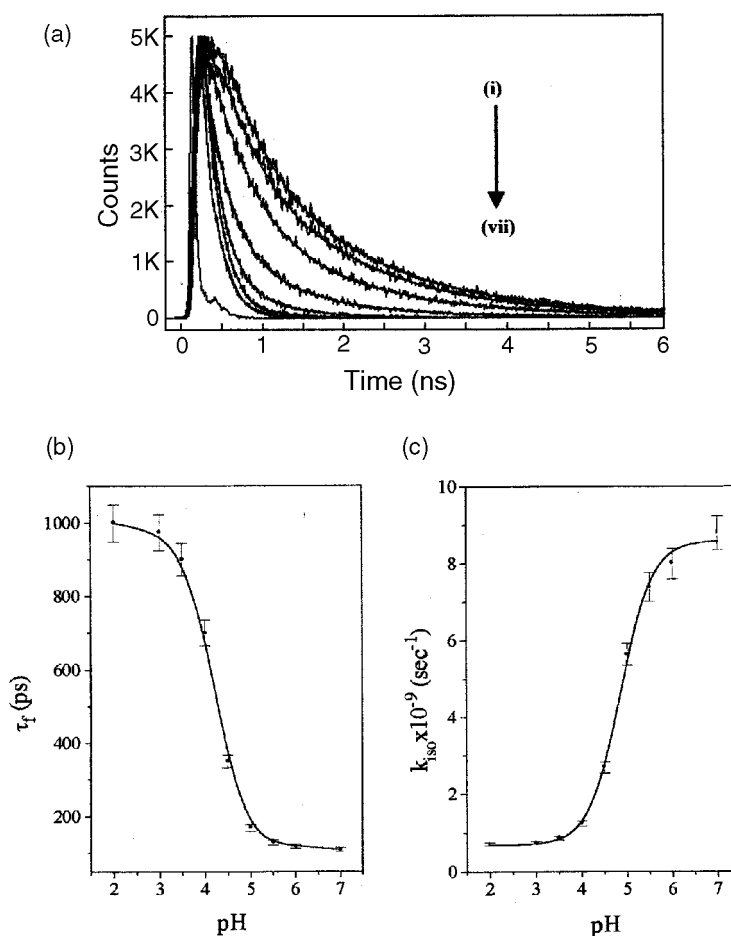 (a)
5K
4K
3K
2K
1K
0
Counts
(i)
(vii)
0 1 2 3 4 5 6
Time (ns)
(b)
1000
800
600
400
200
τf (ps)
2 3 4 5 6 7
pH
(c)
10
8
6
4
2
0
kiso x10-9 (sec-1)
2 3 4 5 6 7
pH